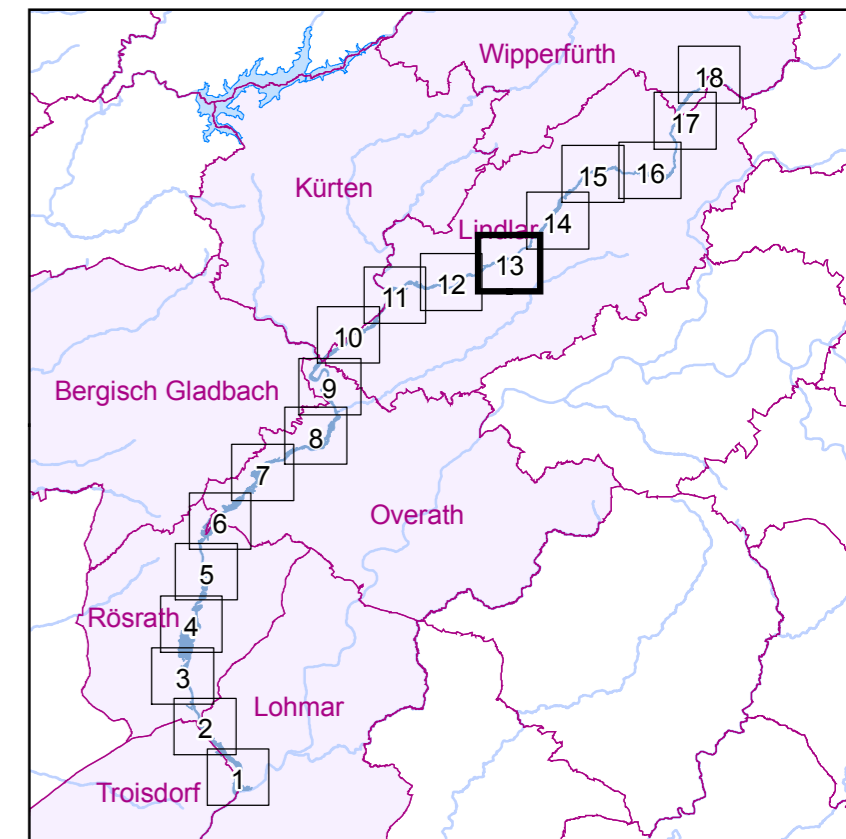 Wipperfürth
18
17
Kürten
15
16
14
Lindlar
13
12
11
10
Bergisch Gladbach
9
8
7
Overath
6
5
Rösrath
4
3
Lohmar
2
1
Troisdorf